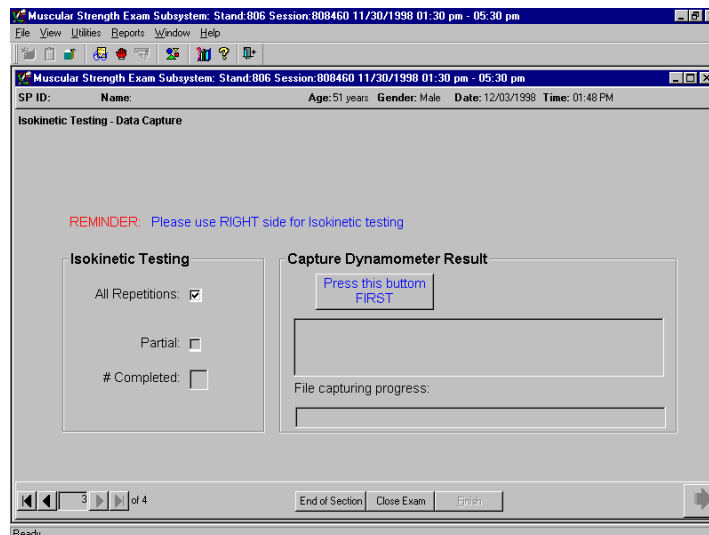 Muscular Strength Exam Subsystem: Stand:806 Session:808460 11/30/1998 01:30 pm - 05:30 pm
File View Utilities Reports Window Help
Muscular Strength Exam Subsystem: Stand:806 Session:808460 11/30/1998 01:30 pm - 05:30 pm
SP ID: Name: Age: 51 years Gender: Male Date: 12/03/1998 Time: 01:48 PM
Isokinetic Testing - Data Capture
REMINDER: Please use RIGHT side for Isokinetic testing
Isokinetic Testing
Capture Dynamometer Result
Press this buttom
FIRST
All Repetitions:
Partial:
# Completed:
File capturing progress:
3 of 4
End of Section Close Exam Finish
Ready